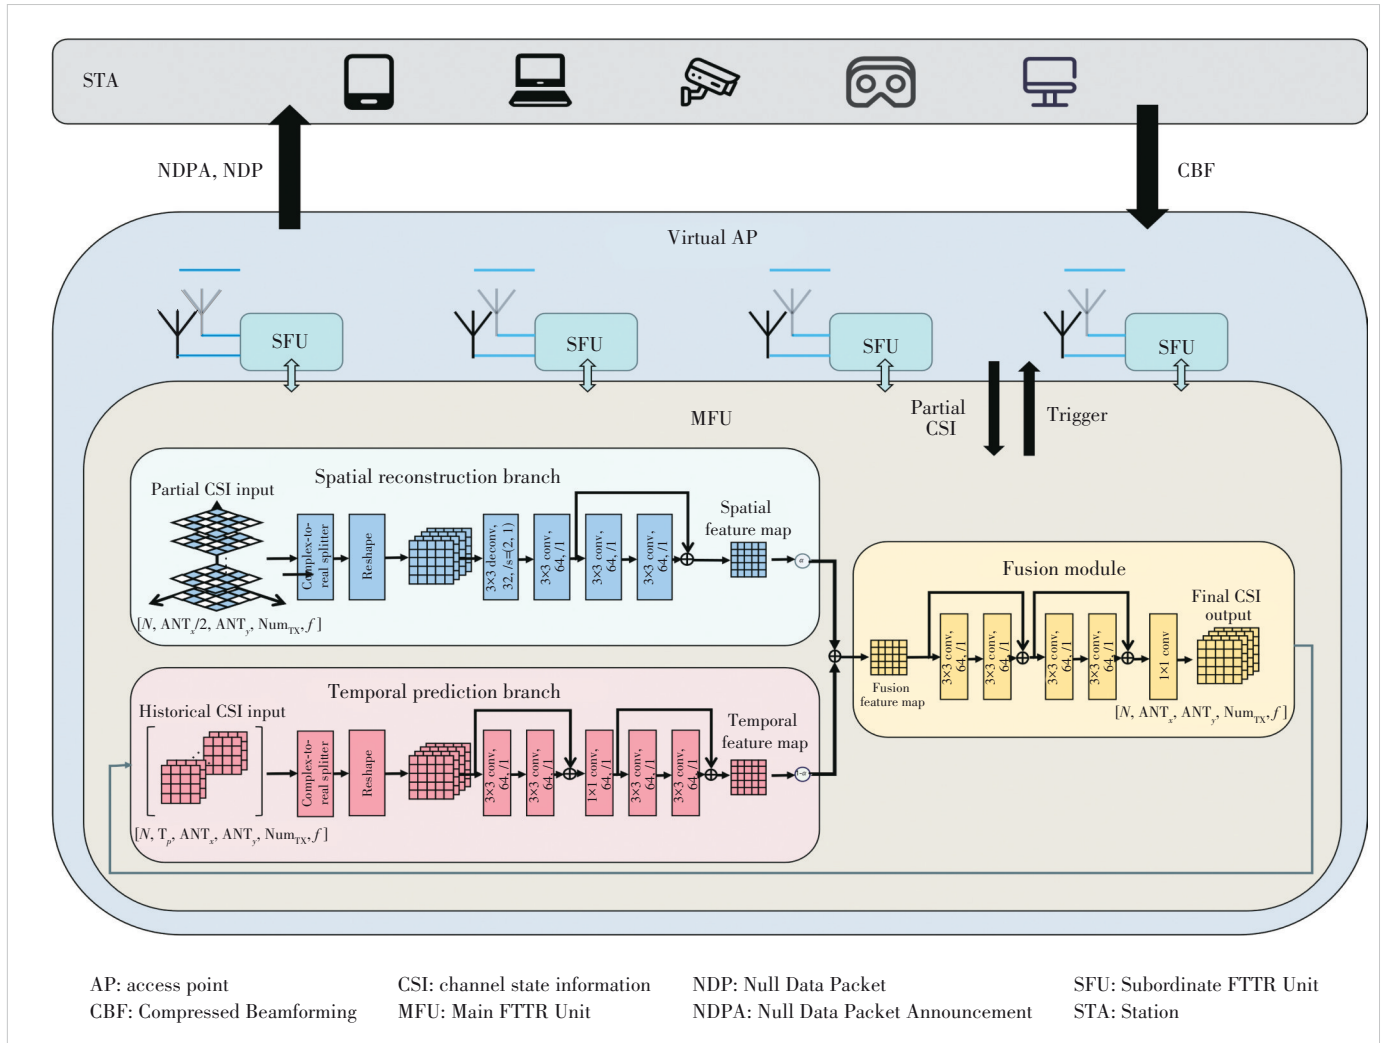 STA
NDPA, NDP
CBF
Virtual AP
SFU
SFU
SFU
SFU
MFU
Partial
CSI
Trigger
Spatial reconstruction branch
Partial CSI input
Complex-to-
real splitter
Reshape
3×3 deconv,
32, /s=(2, 1)
3×3 conv,
64, /1
3×3 conv,
64, /1
3×3 conv,
64, /1
Spatial
feature map
α
[N, ANTx/2, ANTy, NumTX, f]
Temporal prediction branch
Historical CSI input
Complex-to-
real splitter
Reshape
3×3 conv,
64, /1
3×3 conv,
64, /1
1×1 conv,
64, /1
3×3 conv,
64, /1
3×3 conv,
64, /1
Temporal
feature map
1-α
[N, Tp, ANTx, ANTy, NumTX, f]
Fusion module
Fusion
feature map
3×3 conv,
64, /1
3×3 conv,
64, /1
3×3 conv,
64, /1
3×3 conv,
64, /1
1×1 conv
Final CSI
output
[N, ANTx, ANTy, NumTX, f]
AP: access point
CSI: channel state information
NDP: Null Data Packet
SFU: Subordinate FTTR Unit
CBF: Compressed Beamforming
MFU: Main FTTR Unit
NDPA: Null Data Packet Announcement
STA: Station